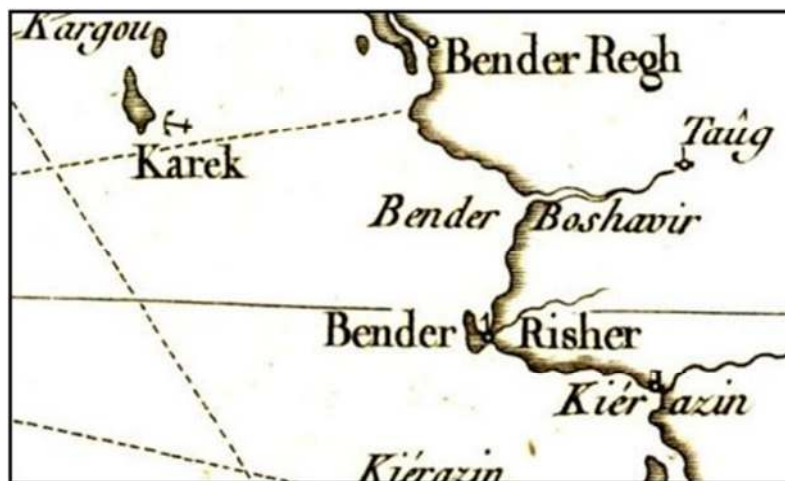 Kargou
Bender Regh
Karek
Taûg
Bender Boshavir
Bender Risher
Kiér azin
Kiérazin